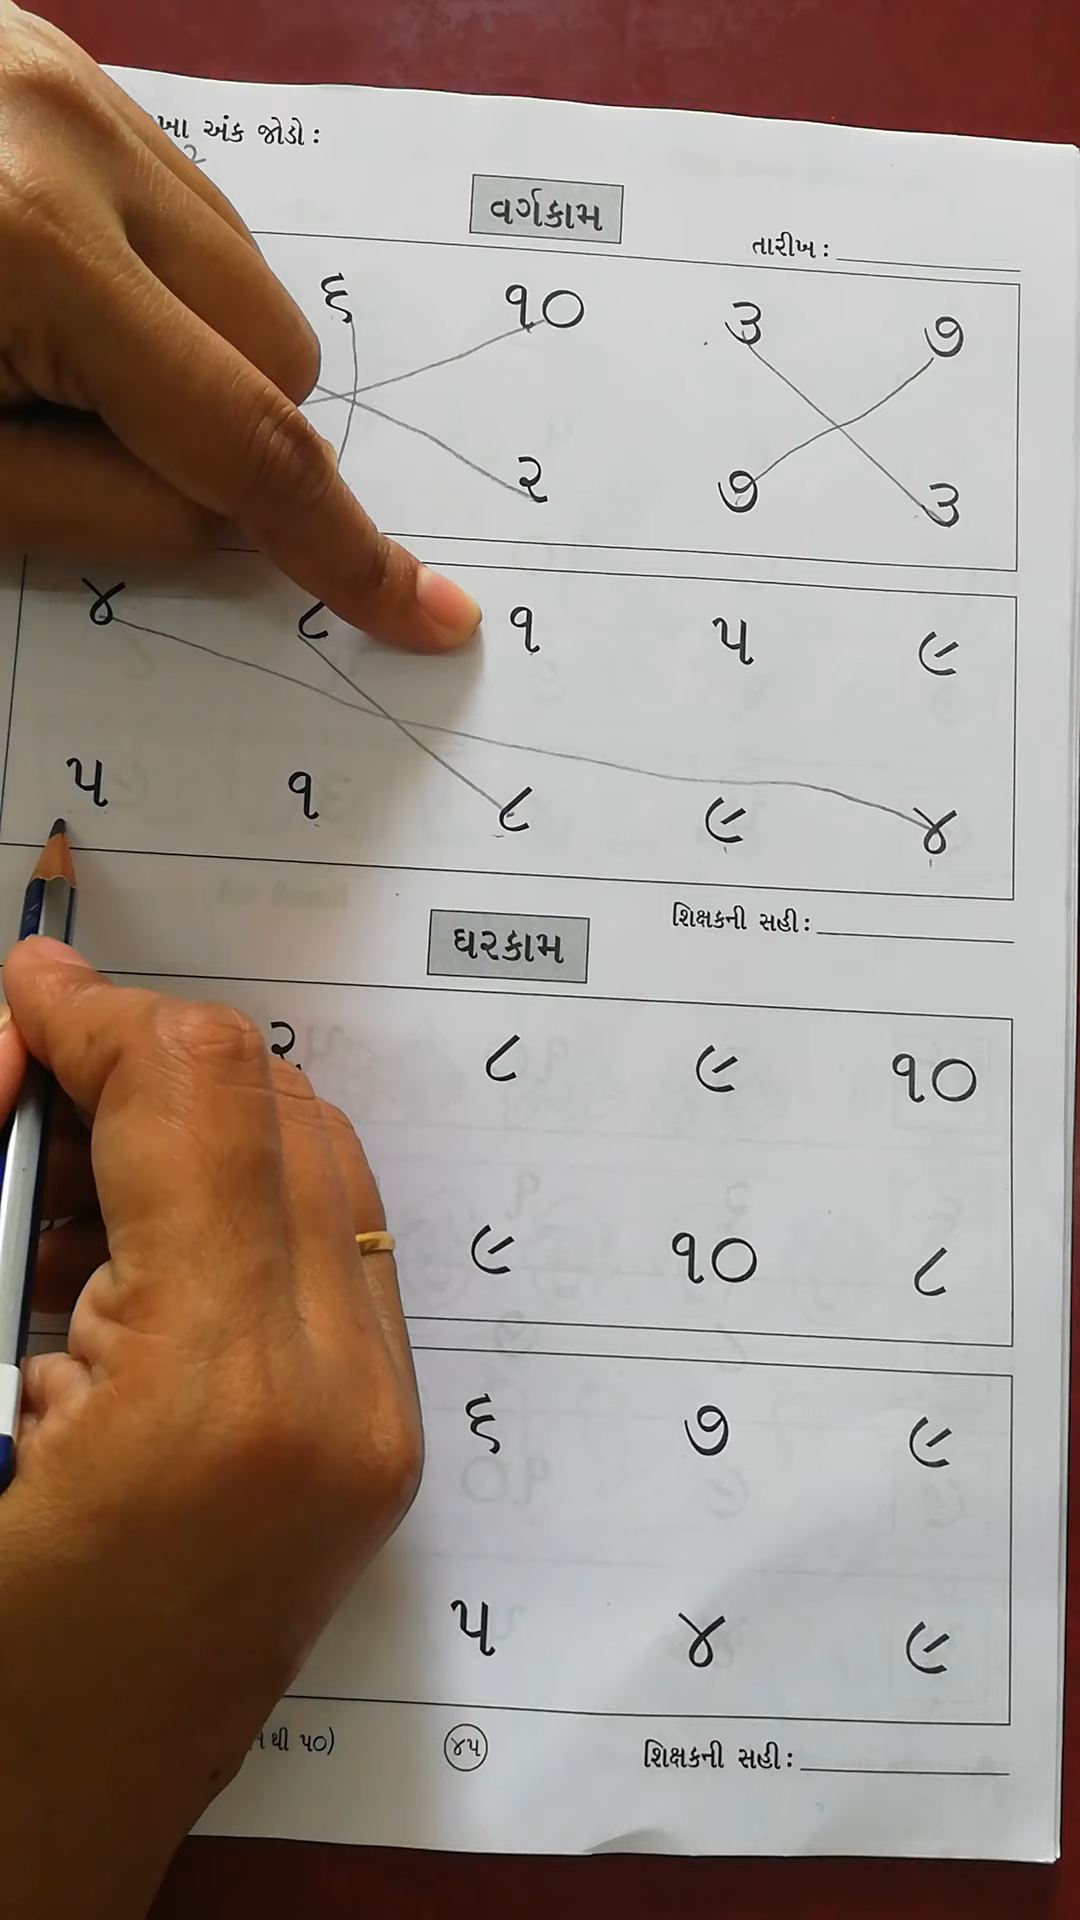 અંક જોડો :
૨
વર્ગકામ
તારીખ :
૬ ૧૦ ૩ ૭
૨ ૭ ૩
૪ ૮ ૧ ૫ ૯
૫ ૧ ૮ ૯ ૪
શિક્ષકની સહી :
ઘરકામ
૨ ૮ ૯ ૧૦
૯ ૧૦ ૮
૬ ૭ ૯
૫ ૪ ૯
થી ૫૦)
૪૫
શિક્ષકની સહી :